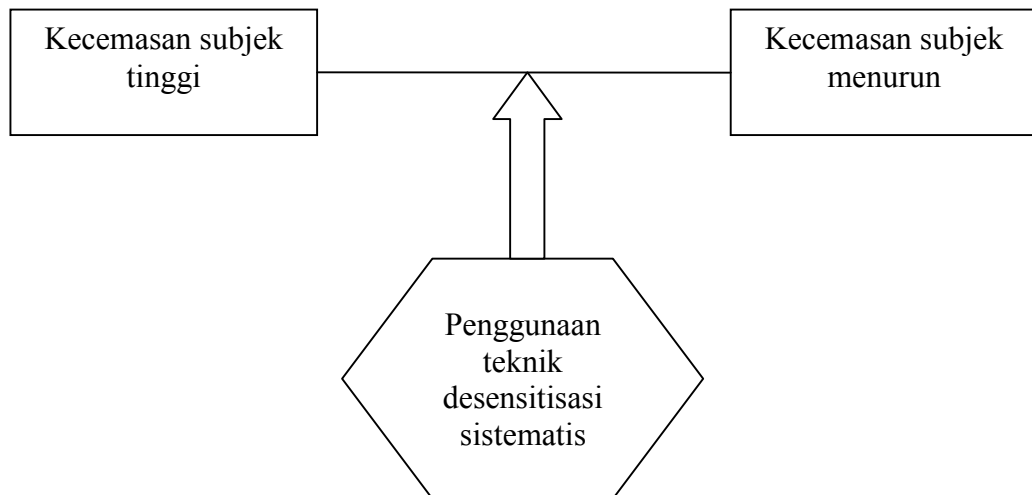 Kecemasan subjek
tinggi
Kecemasan subjek
menurun
Penggunaan
teknik
desensitisasi
sistematis